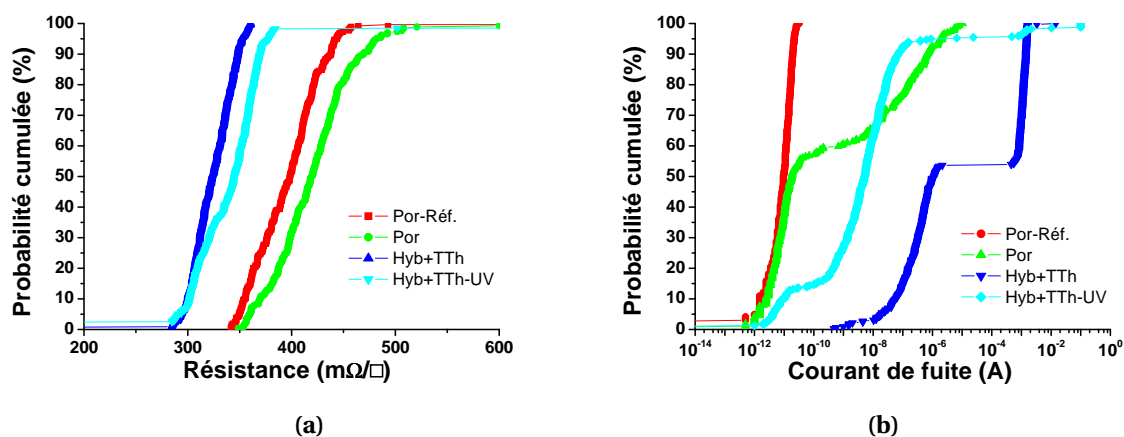 Probabilité cumulée (%)
100
90
80
70
60
50
40
30
20
10
0
200
300
400
500
600
Résistance (mΩ/□)
Por-Réf.
Por
Hyb+TTh
Hyb+TTh-UV
(a)
Probabilité cumulée (%)
100
90
80
70
60
50
40
30
20
10
0
10⁻¹⁴
10⁻¹²
10⁻¹⁰
10⁻⁸
10⁻⁶
10⁻⁴
10⁻²
10⁰
Courant de fuite (A)
Por-Réf.
Por
Hyb+TTh
Hyb+TTh-UV
(b)